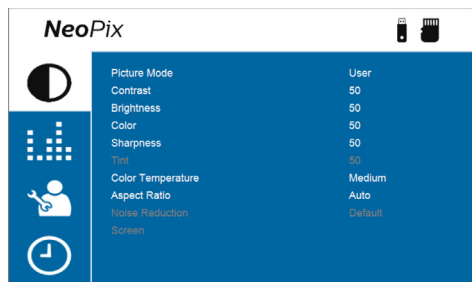 NeoPix
Picture Mode User
Contrast 50
Brightness 50
Color 50
Sharpness 50
Tint 50
Color Temperature Medium
Aspect Ratio Auto
Noise Reduction Default
Screen